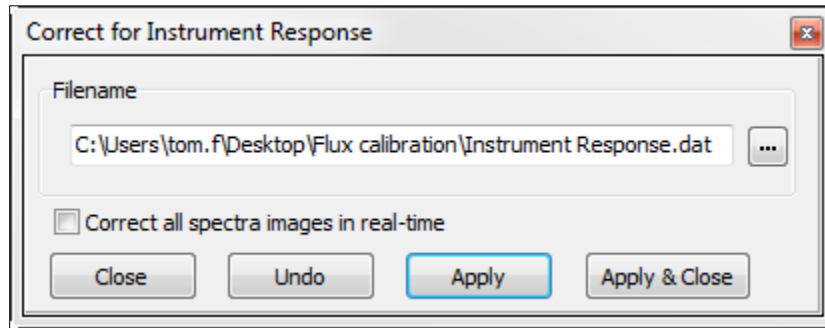 Correct for Instrument Response
Filename
C:\Users\tom.f\Desktop\Flux calibration\Instrument Response.dat
...
Correct all spectra images in real-time
Close Undo Apply Apply & Close